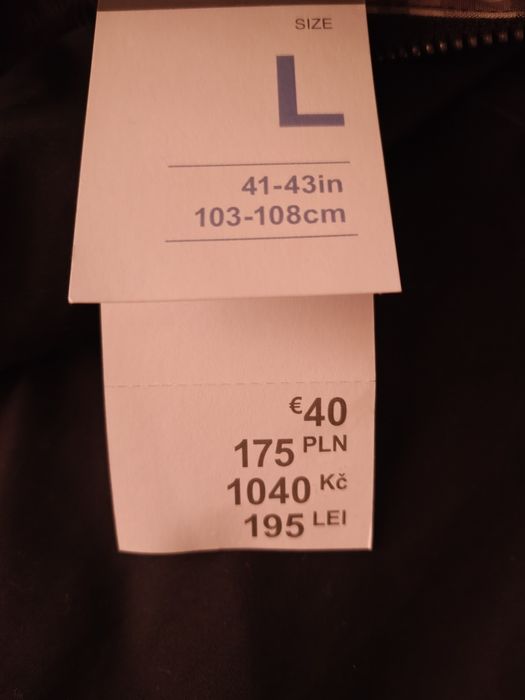 SIZE
L
41-43in
103-108cm
€40
175 PLN
1040 Kč
195 LEI